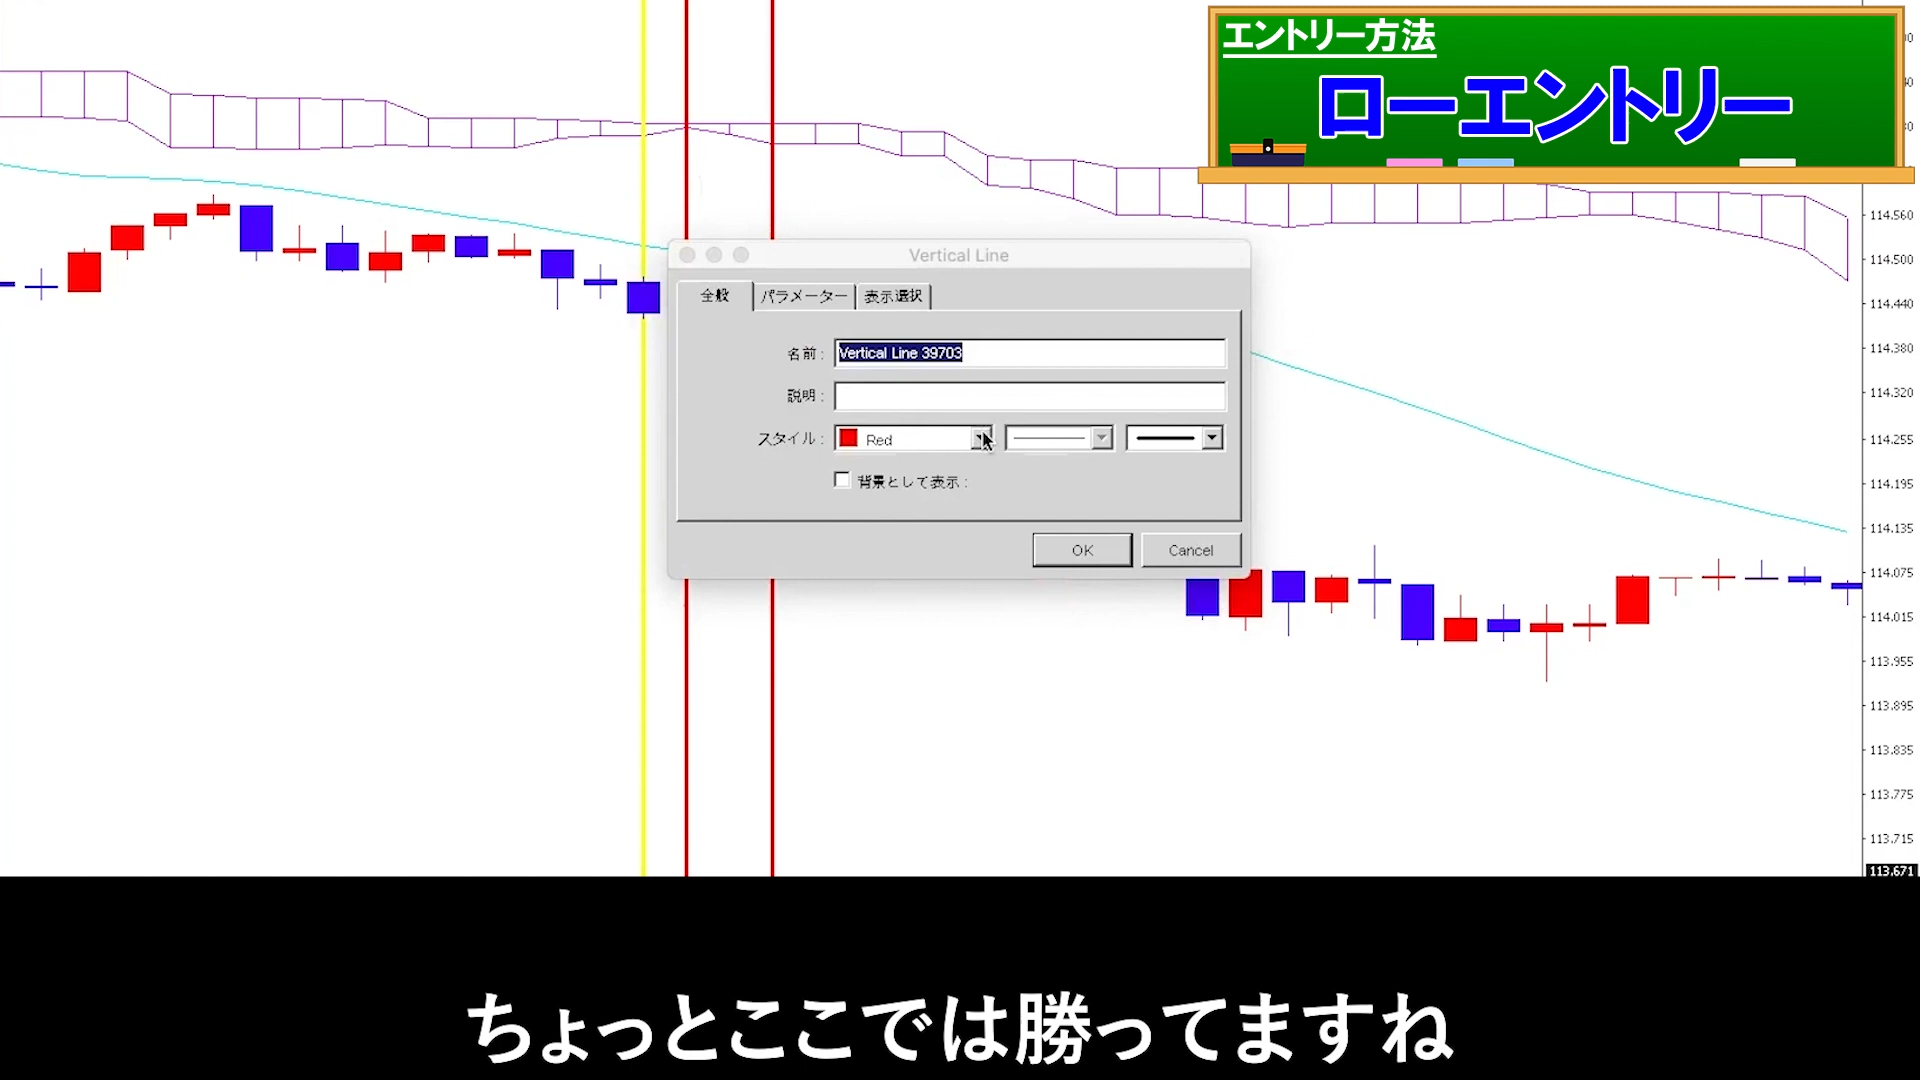 エントリー方法
ローエントリー
Vertical Line
全般 パラメーター 表示選択
名前 : Vertical Line 39703
説明 :
スタイル : Red
背景として表示 :
OK Cancel
114.560
114.500
114.440
114.380
114.320
114.255
114.195
114.135
114.075
114.015
113.955
113.895
113.835
113.775
113.715
113.671
ちょっとここでは勝ってますね